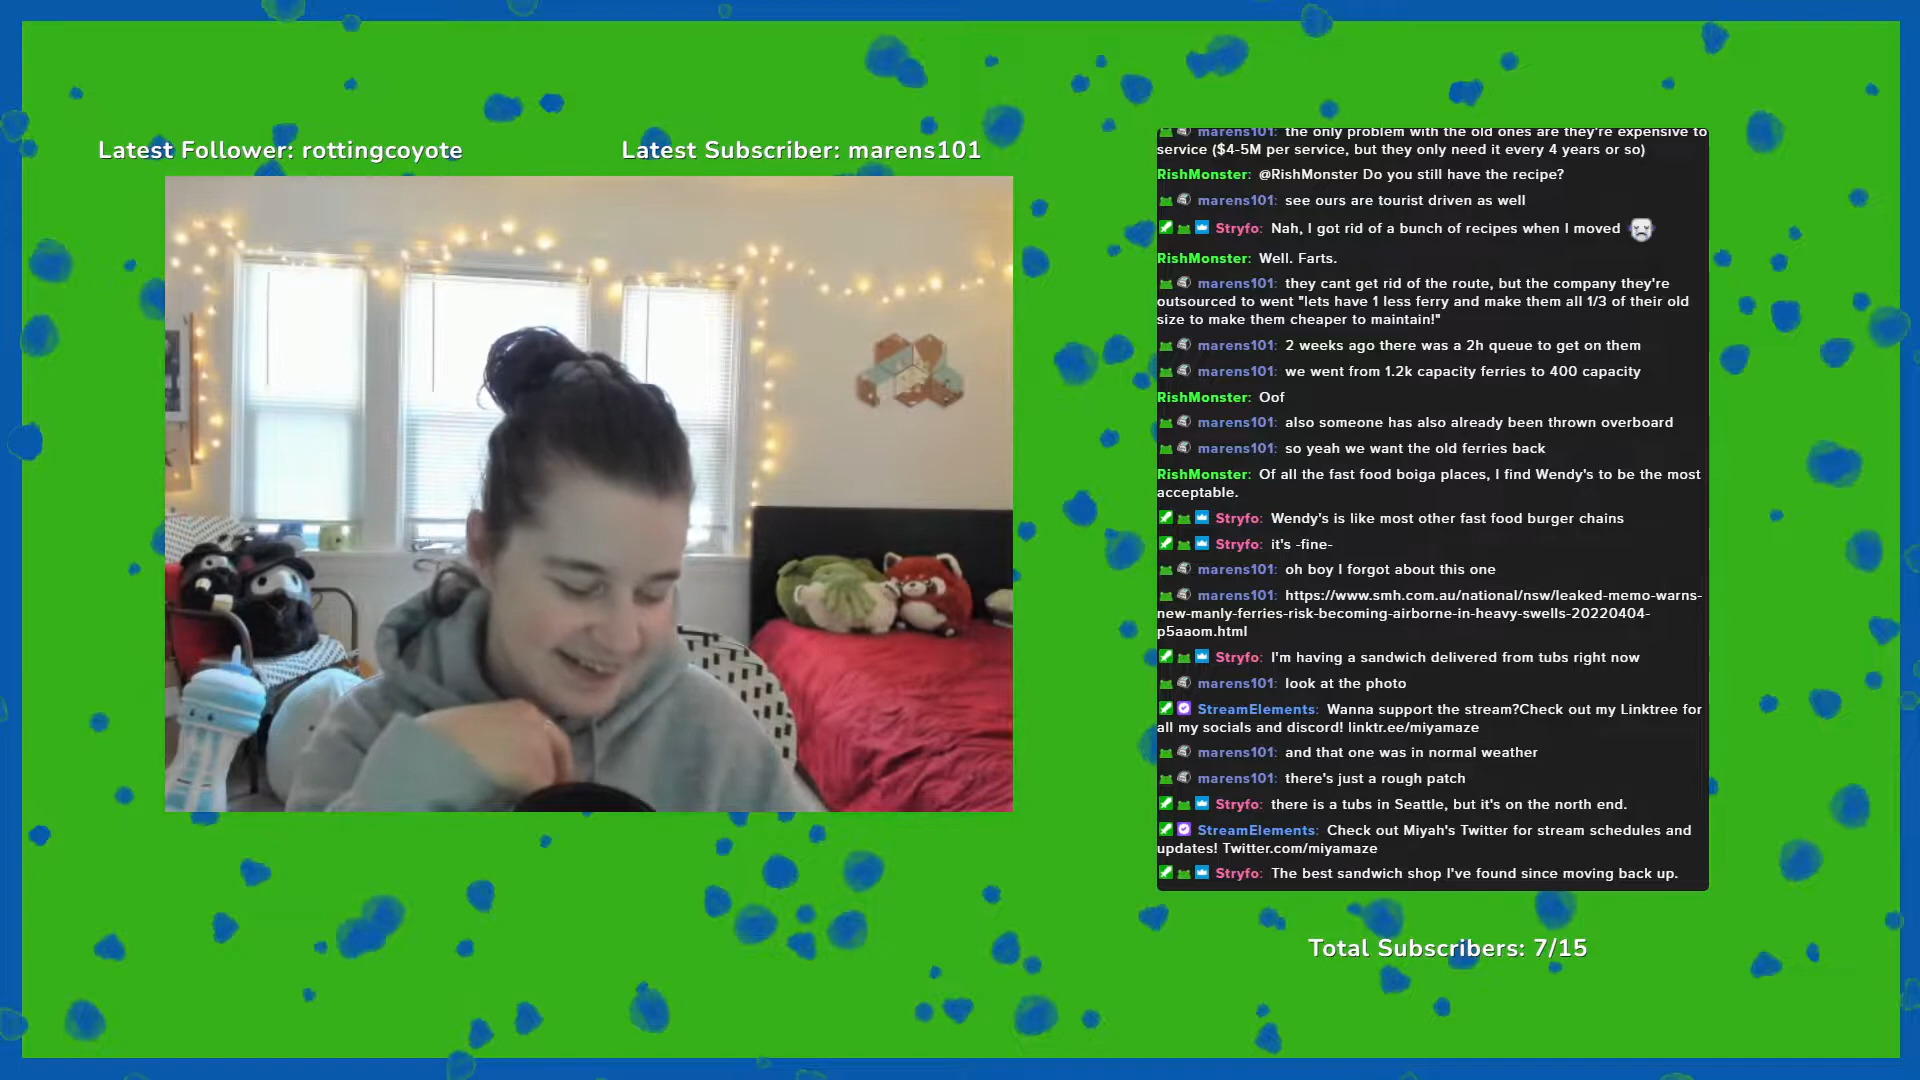 Latest Follower: rottingcoyote
Latest Subscriber: marens101
marens101: the only problem with the old ones are they're expensive to
service ($4-5M per service, but they only need it every 4 years or so)
RishMonster: @RishMonster Do you still have the recipe?
marens101: see ours are tourist driven as well
Stryfo: Nah, I got rid of a bunch of recipes when I moved
RishMonster: Well. Farts.
marens101: they cant get rid of the route, but the company they're
outsourced to went "lets have 1 less ferry and make them all 1/3 of their old
size to make them cheaper to maintain!"
marens101: 2 weeks ago there was a 2h queue to get on them
marens101: we went from 1.2k capacity ferries to 400 capacity
RishMonster: Oof
marens101: also someone has also already been thrown overboard
marens101: so yeah we want the old ferries back
RishMonster: Of all the fast food boiga places, I find Wendy's to be the most
acceptable.
Stryfo: Wendy's is like most other fast food burger chains
Stryfo: it's -fine-
marens101: oh boy I forgot about this one
marens101: https://www.smh.com.au/national/nsw/leaked-memo-warns-
new-manly-ferries-risk-becoming-airborne-in-heavy-swells-20220404-
p5aaom.html
Stryfo: I'm having a sandwich delivered from tubs right now
marens101: look at the photo
StreamElements: Wanna support the stream?Check out my Linktree for
all my socials and discord! linktr.ee/miyamaze
marens101: and that one was in normal weather
marens101: there's just a rough patch
Stryfo: there is a tubs in Seattle, but it's on the north end.
StreamElements: Check out Miyah's Twitter for stream schedules and
updates! Twitter.com/miyamaze
Stryfo: The best sandwich shop I've found since moving back up.
Total Subscribers: 7/15